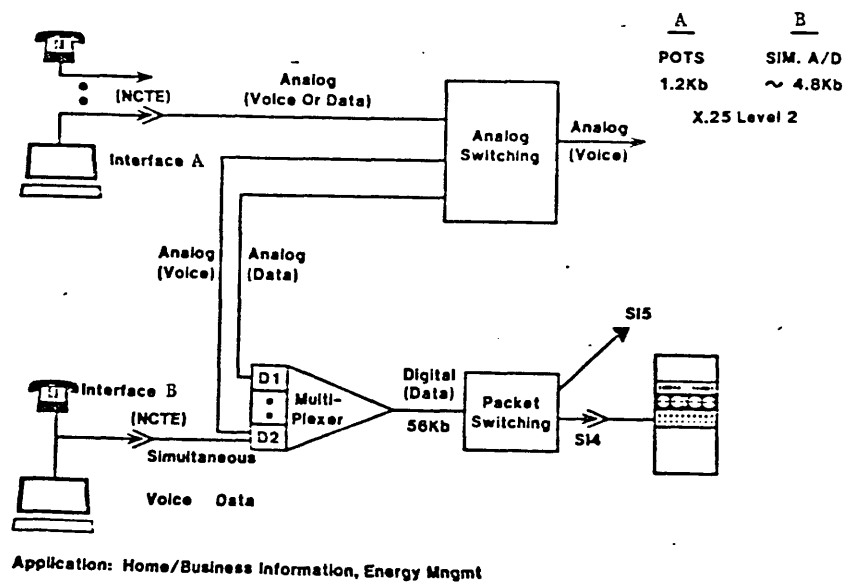 A B
POTS SIM. A/D
1.2Kb ~ 4.8Kb
X.25 Level 2
(NCTE)
Analog
(Voice Or Data)
Interface A
Analog
Switching
Analog
(Voice)
Analog
(Voice)
Analog
(Data)
SI5
Interface B
(NCTE)
Simultaneous
Voice Data
D1
D2
Multi-
Plexer
Digital
(Data)
56Kb
Packet
Switching
SI4
Application: Home/Business Information, Energy Mngmt